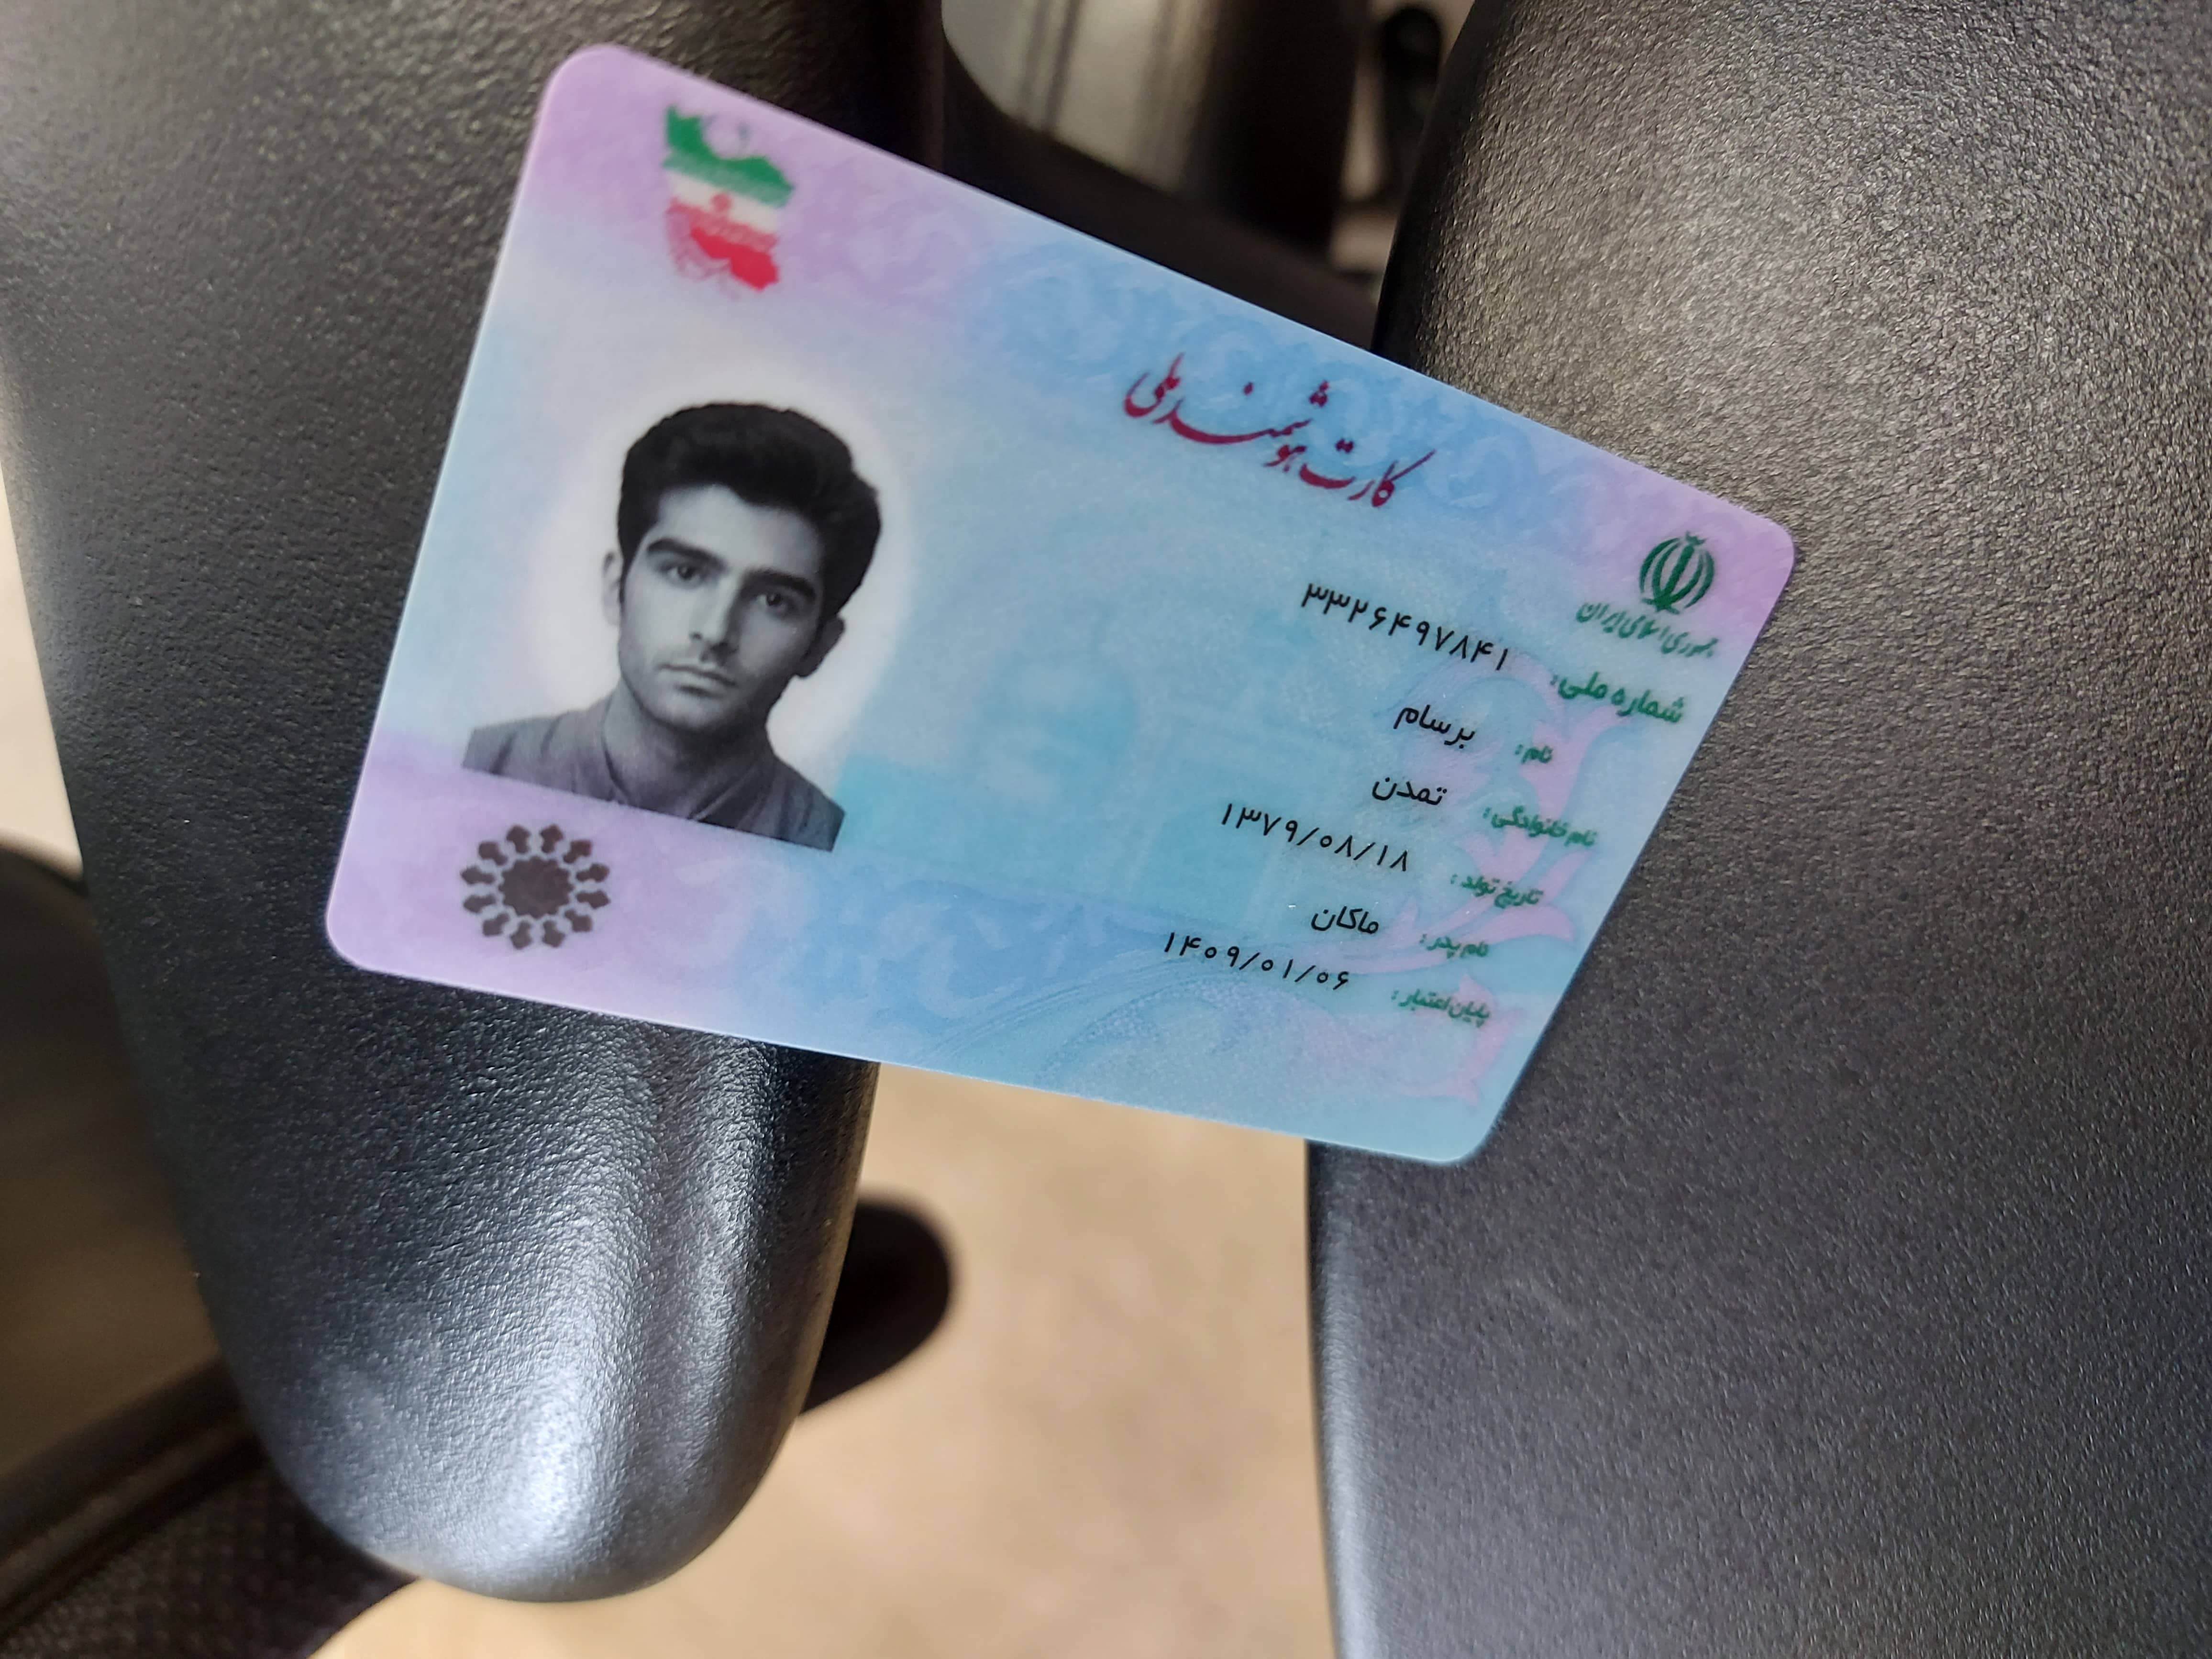 کارت هوشمند ملی
جمهوری اسلامی ایران
شماره ملی: ۳۳۲۶۴۹۷۸۴۱
نام: برسام
نام خانوادگی: تمدن
تاریخ تولد: ۱۳۷۹/۰۸/۱۸
نام پدر: ماکان
پایان اعتبار: ۱۴۰۹/۰۱/۰۶